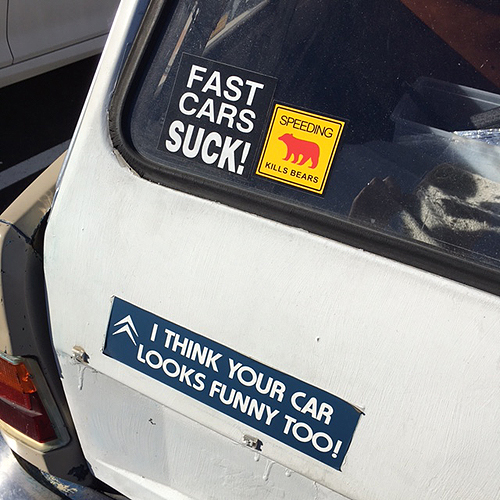 FAST
CARS
SUCK!
SPEEDING
KILLS BEARS
I THINK YOUR CAR
LOOKS FUNNY TOO!